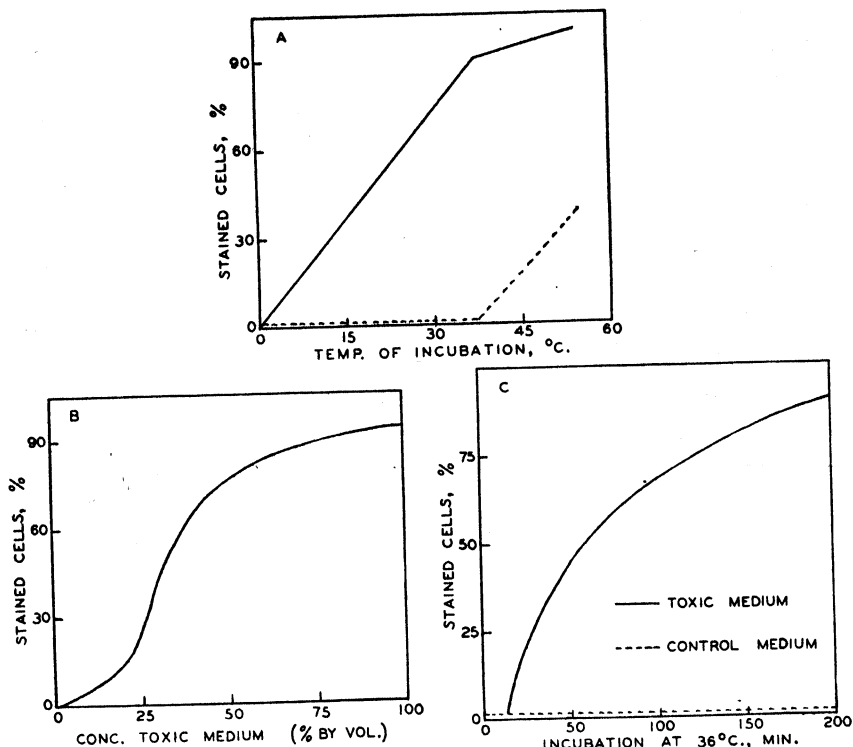 A
STAINED CELLS, %
90
60
30
0
0 15 30 45 60
TEMP. OF INCUBATION, °C.
B
STAINED CELLS, %
90
60
30
0
0 25 50 75 100
CONC. TOXIC MEDIUM (% BY VOL.)
C
STAINED CELLS, %
75
50
25
0
TOXIC MEDIUM
CONTROL MEDIUM
0 50 100 150 200
INCUBATION AT 36°C., MIN.